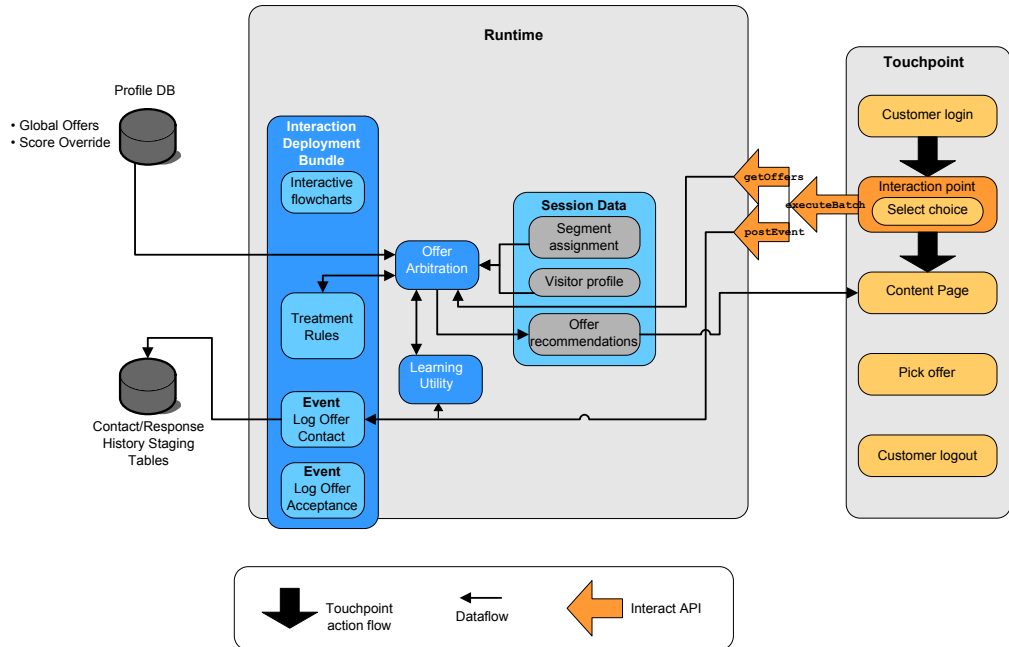 Runtime
Touchpoint
Profile DB
• Global Offers
• Score Override
Interaction
Deployment
Bundle
Interactive
flowcharts
Treatment
Rules
Event
Log Offer
Contact
Event
Log Offer
Acceptance
Contact/Response
History Staging
Tables
Offer
Arbitration
Learning
Utility
Session Data
Segment
assignment
Visitor profile
Offer
recommendations
getOffers
executeBatch
postEvent
Customer login
Interaction point
Select choice
Content Page
Pick offer
Customer logout
Touchpoint
action flow
Dataflow
Interact API